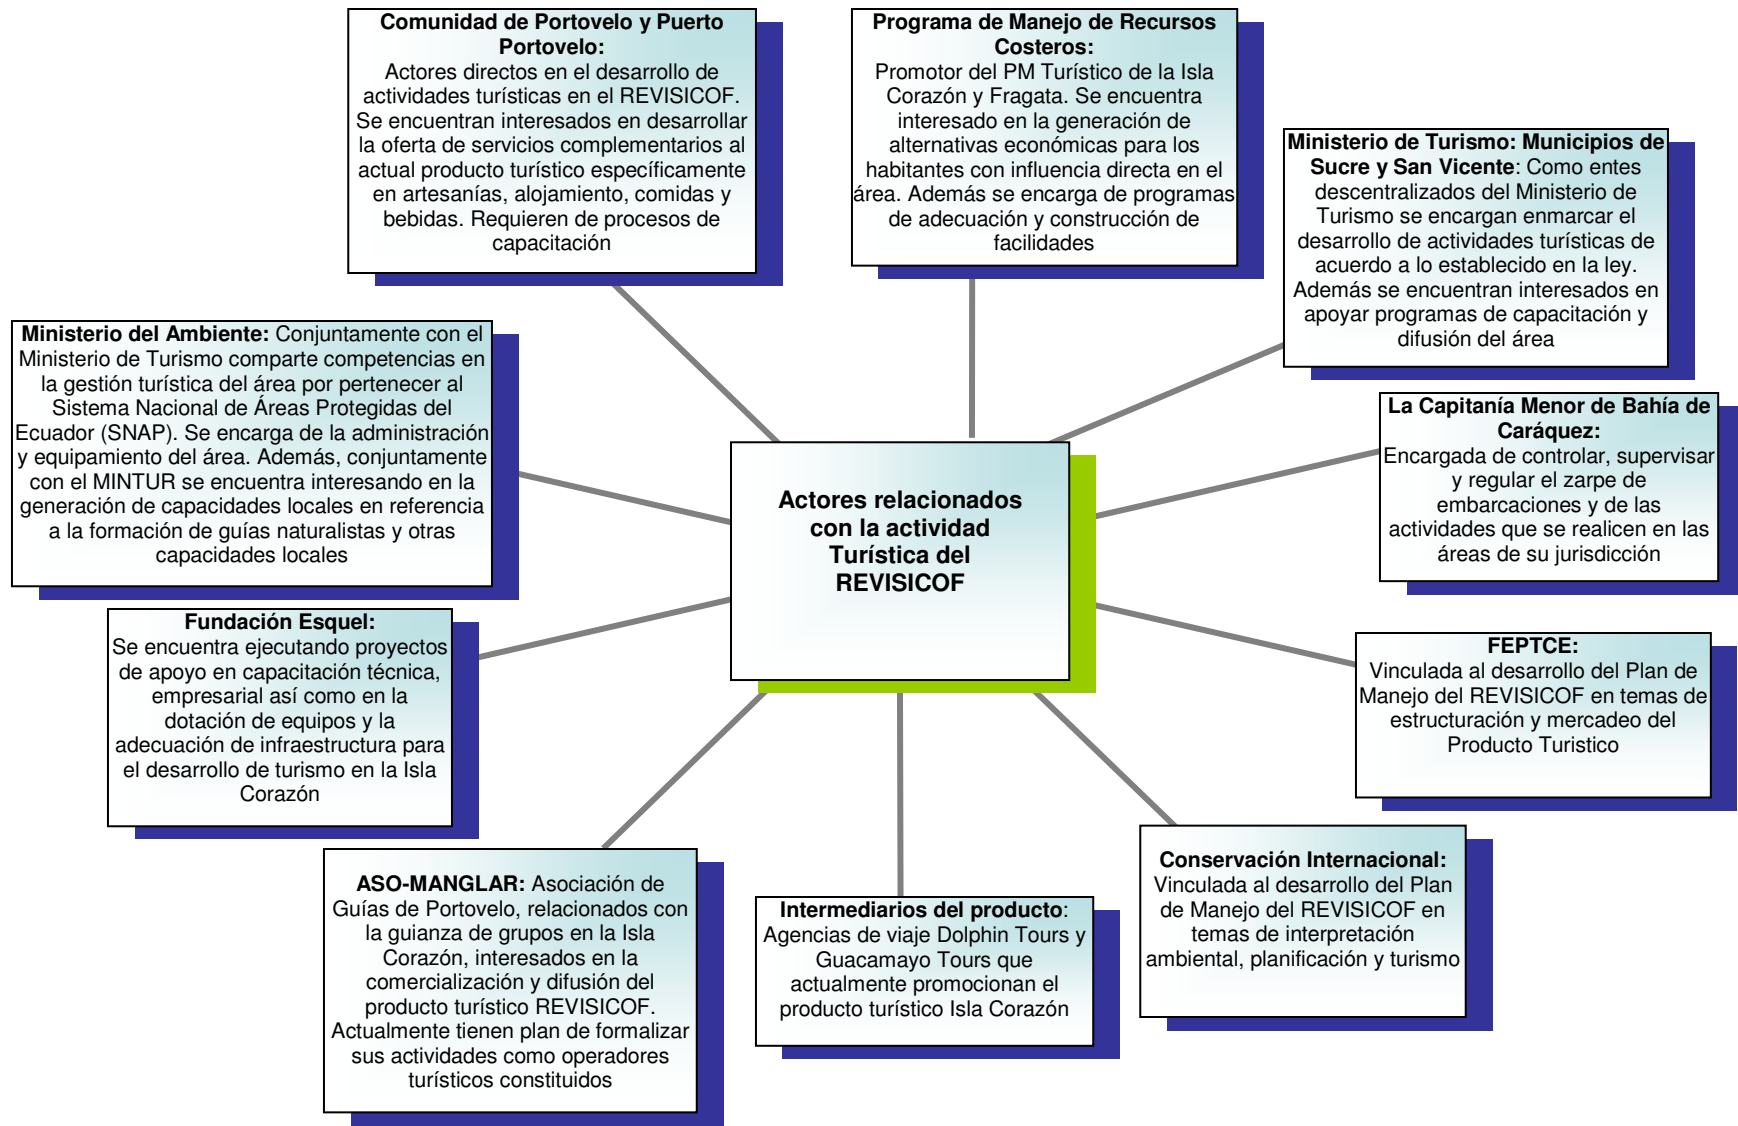 Comunidad de Portovelo y Puerto
Portovelo:
Actores directos en el desarrollo de
actividades turísticas en el REVISICOF.
Se encuentran interesados en desarrollar
la oferta de servicios complementarios al
actual producto turístico específicamente
en artesanías, alojamiento, comidas y
bebidas. Requieren de procesos de
capacitación
Programa de Manejo de Recursos
Costeros:
Promotor del PM Turístico de la Isla
Corazón y Fragata. Se encuentra
interesado en la generación de
alternativas económicas para los
habitantes con influencia directa en el
área. Además se encarga de programas
de adecuación y construcción de
facilidades
Ministerio de Turismo: Municipios de
Sucre y San Vicente: Como entes
descentralizados del Ministerio de
Turismo se encargan enmarcar el
desarrollo de actividades turísticas de
acuerdo a lo establecido en la ley.
Además se encuentran interesados en
apoyar programas de capacitación y
difusión del área
Ministerio del Ambiente: Conjuntamente con el
Ministerio de Turismo comparte competencias en
la gestión turística del área por pertenecer al
Sistema Nacional de Áreas Protegidas del
Ecuador (SNAP). Se encarga de la administración
y equipamiento del área. Además, conjuntamente
con el MINTUR se encuentra interesando en la
generación de capacidades locales en referencia
a la formación de guías naturalistas y otras
capacidades locales
La Capitanía Menor de Bahía de
Caráquez:
Encargada de controlar, supervisar
y regular el zarpe de
embarcaciones y de las
actividades que se realicen en las
áreas de su jurisdicción
Actores relacionados
con la actividad
Turística del
REVISICOF
Fundación Esquel:
Se encuentra ejecutando proyectos
de apoyo en capacitación técnica,
empresarial así como en la
dotación de equipos y la
adecuación de infraestructura para
el desarrollo de turismo en la Isla
Corazón
FEPTCE:
Vinculada al desarrollo del Plan de
Manejo del REVISICOF en temas de
estructuración y mercadeo del
Producto Turistico
ASO-MANGLAR: Asociación de
Guías de Portovelo, relacionados con
la guianza de grupos en la Isla
Corazón, interesados en la
comercialización y difusión del
producto turístico REVISICOF.
Actualmente tienen plan de formalizar
sus actividades como operadores
turísticos constituidos
Intermediarios del producto:
Agencias de viaje Dolphin Tours y
Guacamayo Tours que
actualmente promocionan el
producto turístico Isla Corazón
Conservación Internacional:
Vinculada al desarrollo del Plan
de Manejo del REVISICOF en
temas de interpretación
ambiental, planificación y turismo